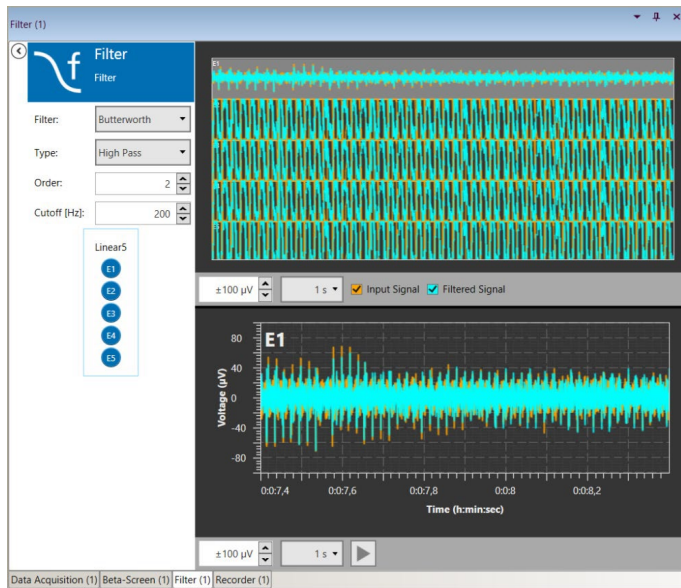 Filter (1)
f
Filter
Filter
Filter:
Butterworth
Type:
High Pass
Order:
2
Cutoff [Hz]:
200
Linear5
E1
E2
E3
E4
E5
E1
±100 µV
1 s
Input Signal
Filtered Signal
E1
Voltage (µV)
80
40
0
-40
-80
0:0:7,4
0:0:7,6
0:0:7,8
0:0:8
0:0:8,2
Time (h:min:sec)
±100 µV
1 s
Data Acquisition (1) Beta-Screen (1) Filter (1) Recorder (1)